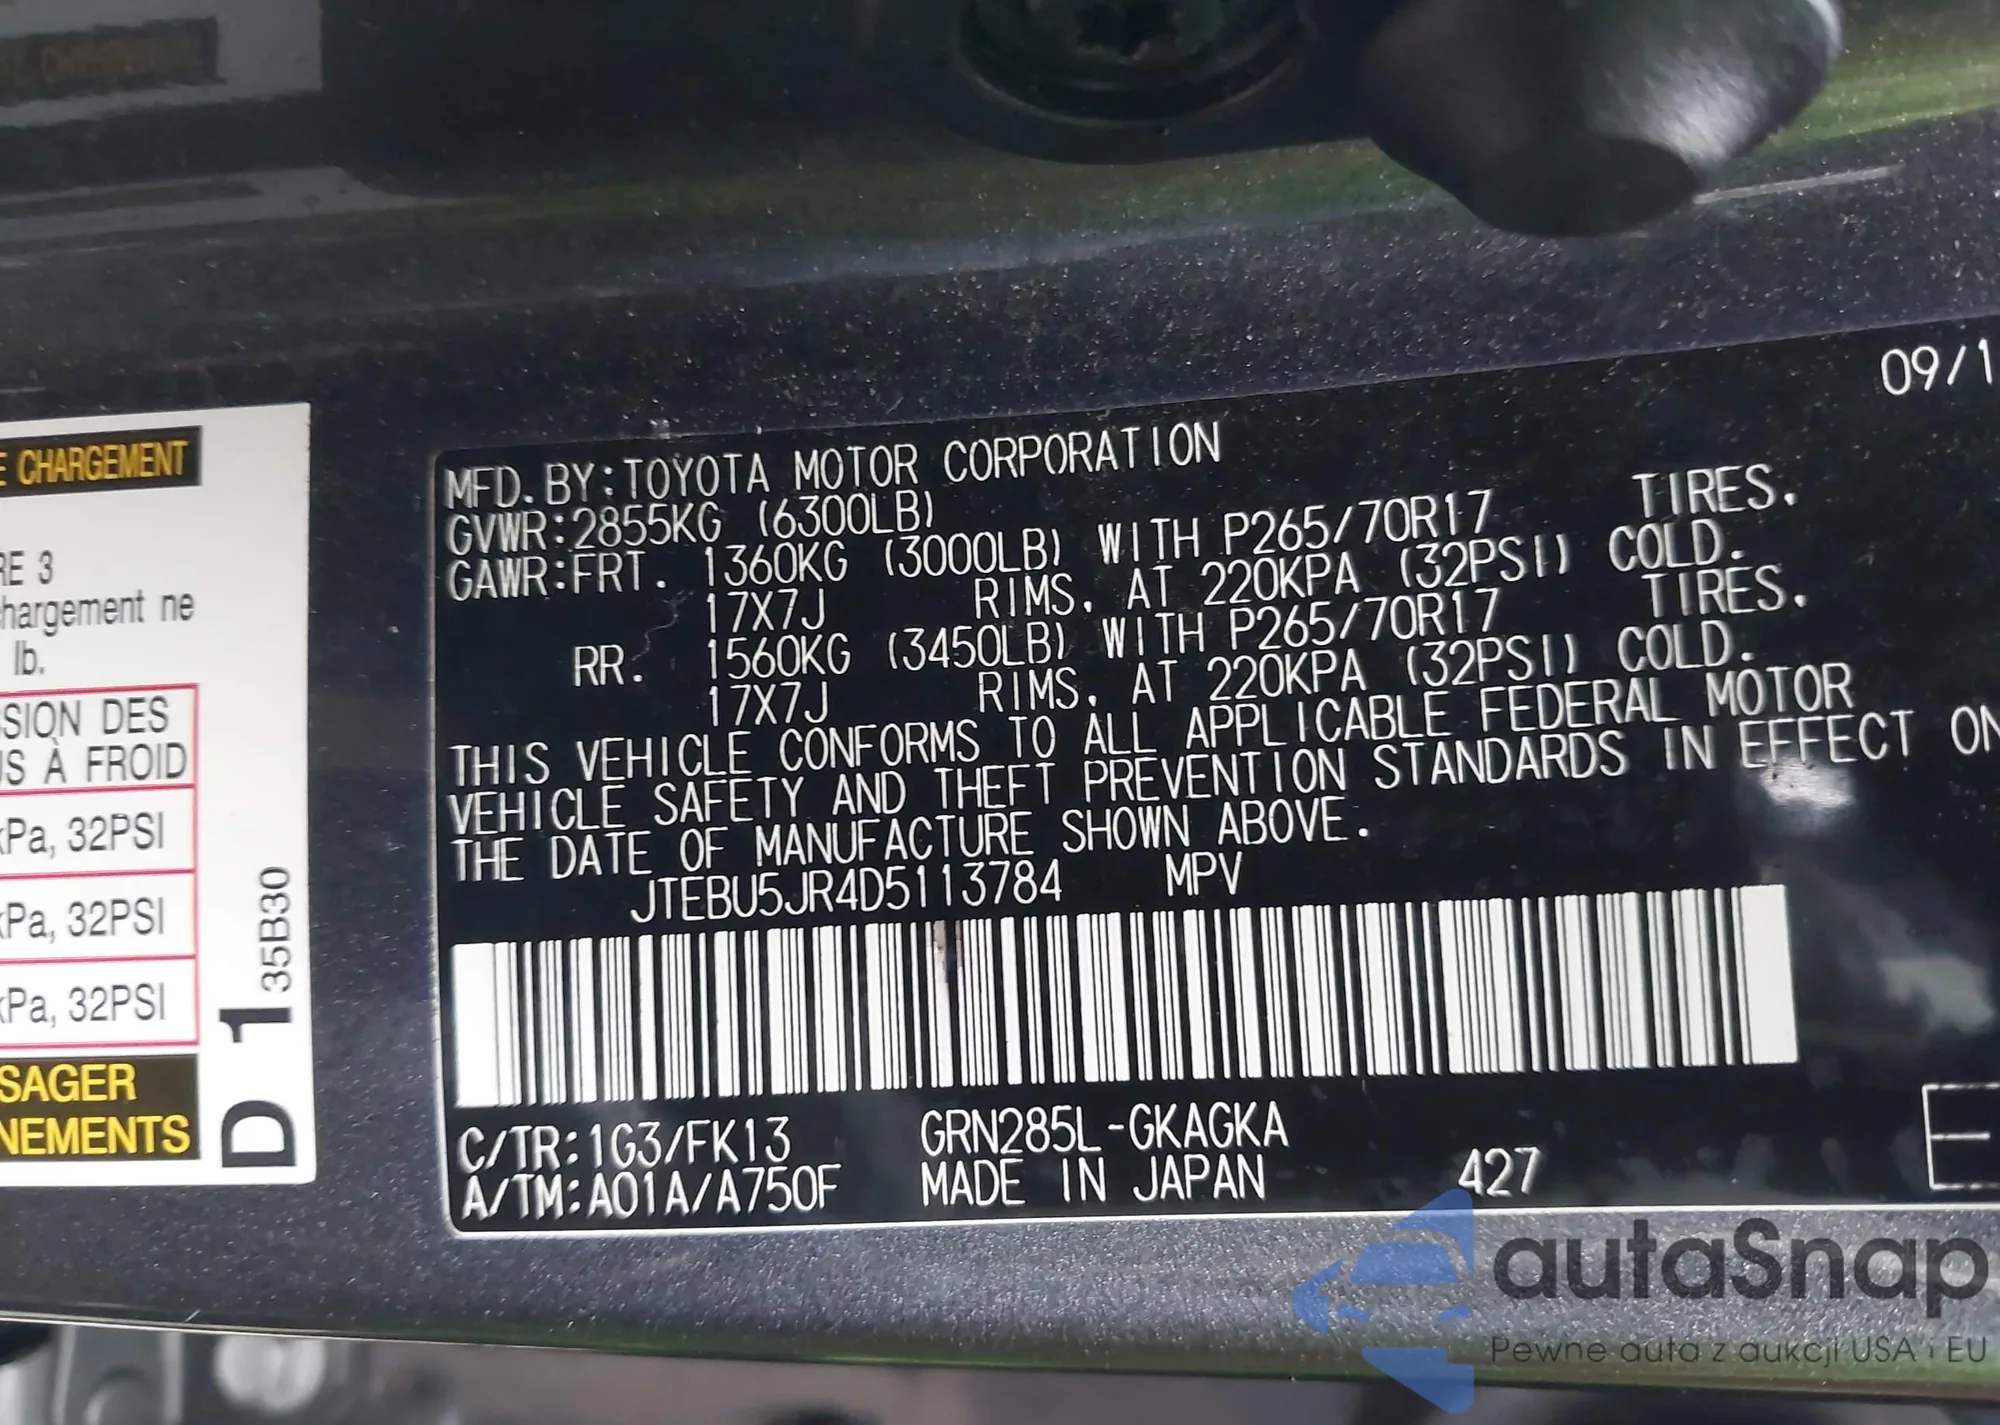 CHARGEMENT
09/1
E CHARGEMENT
RE 3
chargement ne
lb.
SSION DES
US À FROID
kPa, 32PSI
kPa, 32PSI
kPa, 32PSI
SAGER
NEMENTS
D 1 35B30
MFD. BY: TOYOTA MOTOR CORPORATION
GVWR: 2855KG (6300LB)
GAWR: FRT. 1360KG (3000LB) WITH P265/70R17 TIRES.
17X7J RIMS, AT 220KPA (32PSI) COLD.
RR. 1560KG (3450LB) WITH P265/70R17 TIRES.
17X7J RIMS, AT 220KPA (32PSI) COLD.
THIS VEHICLE CONFORMS TO ALL APPLICABLE FEDERAL MOTOR
VEHICLE SAFETY AND THEFT PREVENTION STANDARDS IN EFFECT ON
THE DATE OF MANUFACTURE SHOWN ABOVE.
JTEBU5JR4D5113784 MPV
C/TR: 1G3/FK13 GRN285L-GKAGKA
A/TM: A01A/A750F MADE IN JAPAN 427
E
autaSnap
Pewne auta z aukcji USA i EU